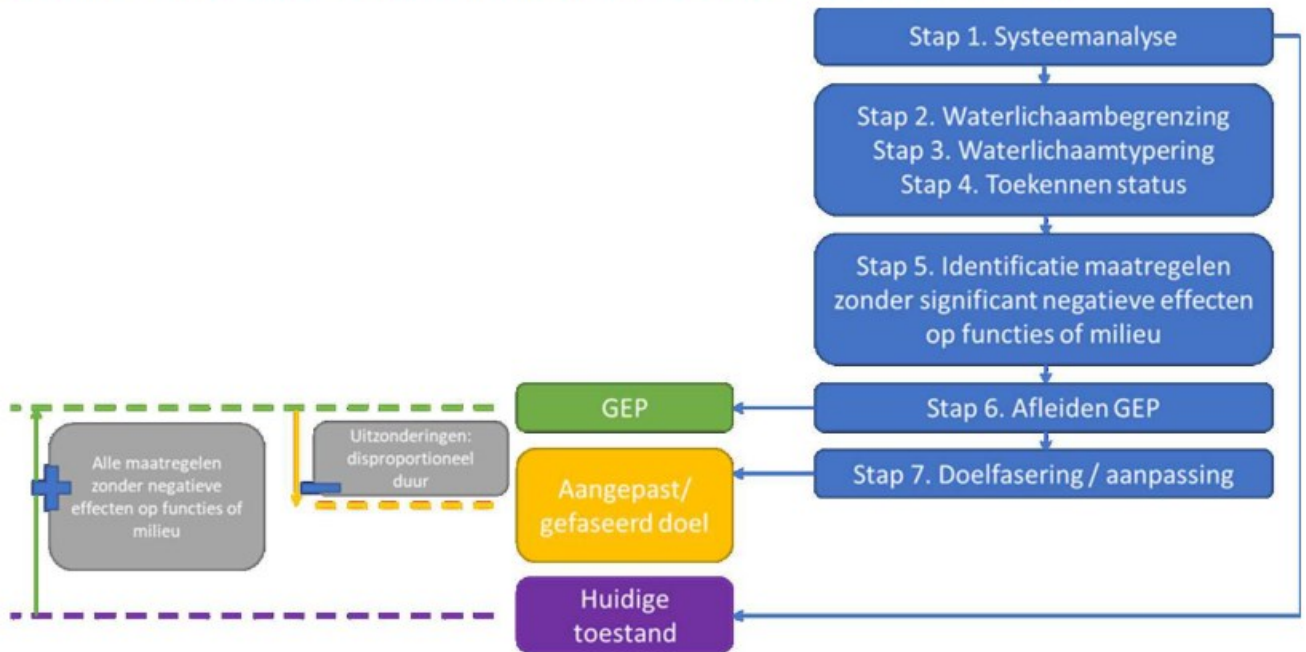 Stap 1. Systeemanalyse
Stap 2. Waterlichaambegrenzing
Stap 3. Waterlichaamtypering
Stap 4. Toekennen status
Stap 5. Identificatie maatregelen
zonder significant negatieve effecten
op functies of milieu
GEP
Stap 6. Afleiden GEP
Uitzonderingen:
disproportioneel
duur
Alle maatregelen
zonder negatieve
effecten op functies of
milieu
Aangepast/
gefaseerd doel
Stap 7. Doelfasering / aanpassing
Huidige
toestand